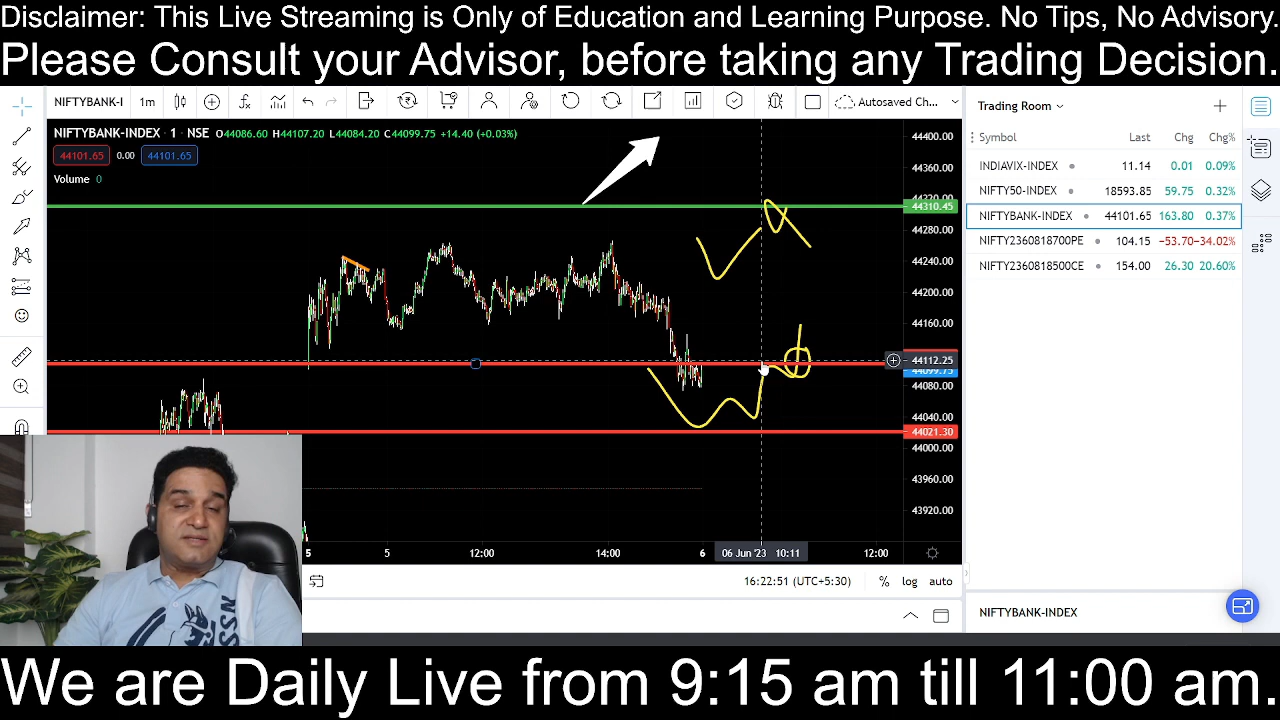 Disclaimer: This Live Streaming is Only of Education and Learning Purpose. No Tips, No Advisory.
Please Consult your Advisor, before taking any Trading Decision.
NIFTYBANK-I 1m Autosaved Ch...
NIFTYBANK-INDEX · 1 · NSE O44086.60 H44107.20 L44084.20 C44099.75 +14.40 (+0.03%)
44101.65 0.00 44101.65
Volume 0
44400.00
44360.00
44310.45
44280.00
44240.00
44200.00
44160.00
44112.25
44099.75
44080.00
44040.00
44021.30
44000.00
43960.00
43920.00
5 5 12:00 14:00 6 06 Jun '23 10:11 12:00
16:22:51 (UTC+5:30) % log auto
Trading Room
Symbol Last Chg Chg%
INDIAVIX-INDEX 11.14 0.01 0.09%
NIFTY50-INDEX 18593.85 59.75 0.32%
NIFTYBANK-INDEX 44101.65 163.80 0.37%
NIFTY2360818700PE 104.15 −53.70 −34.02%
NIFTY2360818500CE 154.00 26.30 20.60%
NIFTYBANK-INDEX
We are Daily Live from 9:15 am till 11:00 am.